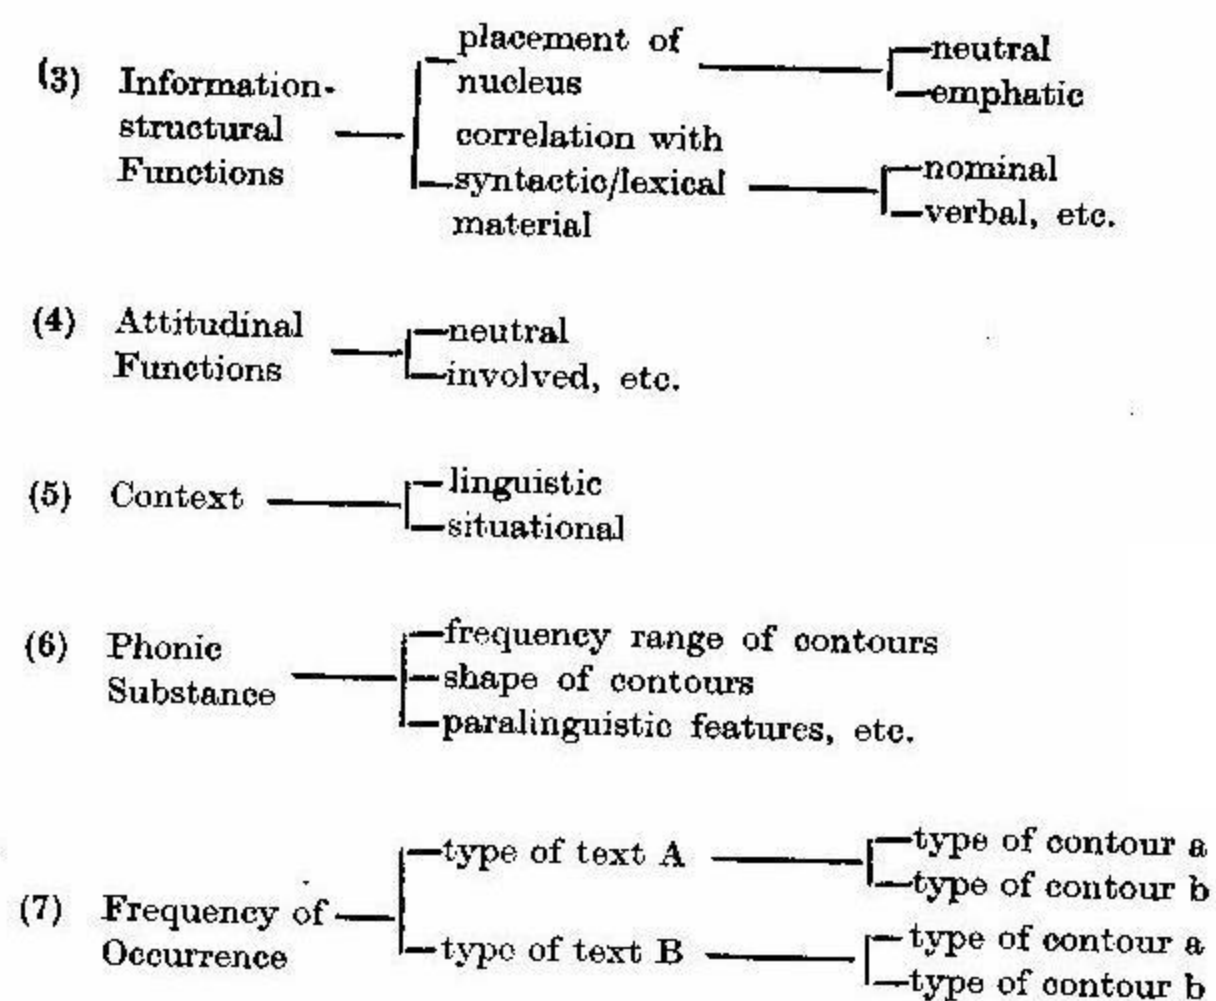 (3) Information-
structural
Functions
placement of
nucleus
neutral
emphatic
correlation with
syntactic/lexical
material
nominal
verbal, etc.
(4) Attitudinal
Functions
neutral
involved, etc.
(5) Context
linguistic
situational
(6) Phonic
Substance
frequency range of contours
shape of contours
paralinguistic features, etc.
(7) Frequency of
Occurrence
type of text A
type of contour a
type of contour b
type of text B
type of contour a
type of contour b